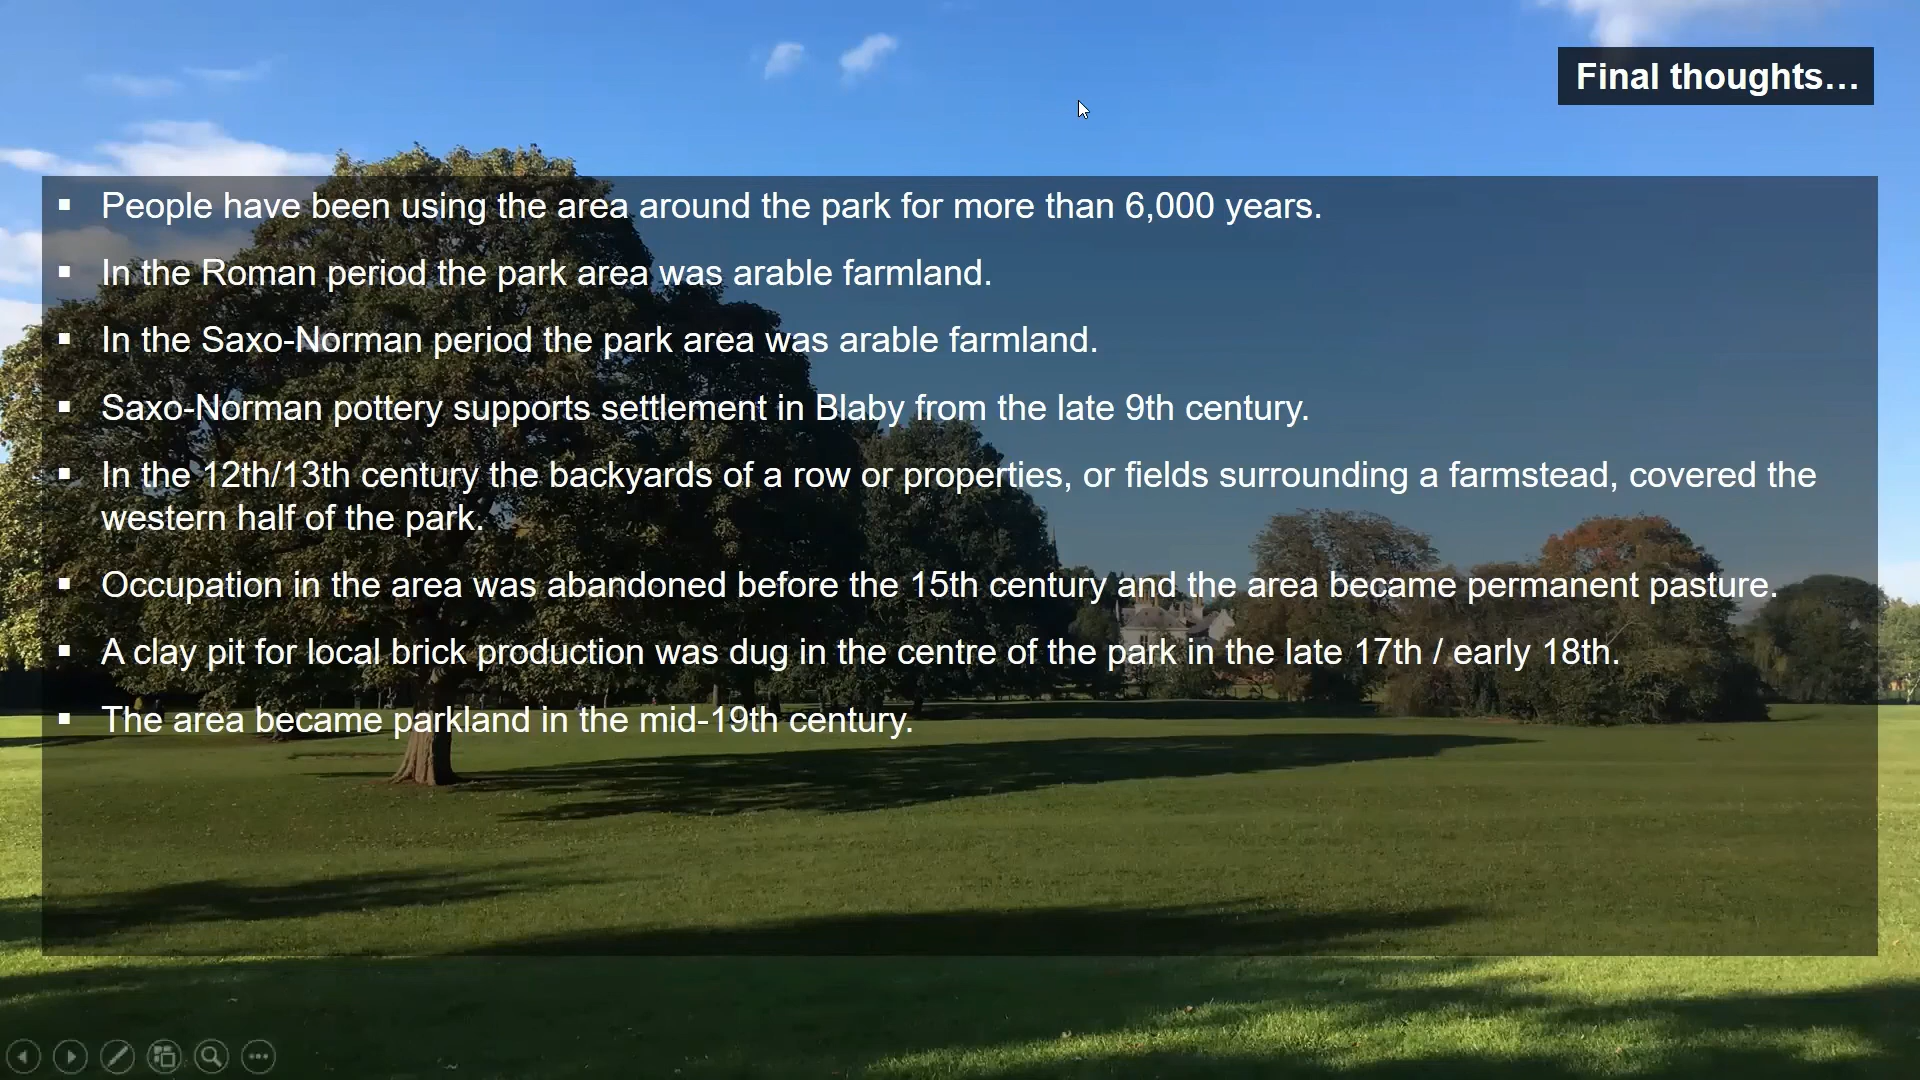 Final thoughts…
▪ People have been using the area around the park for more than 6,000 years.
▪ In the Roman period the park area was arable farmland.
▪ In the Saxo-Norman period the park area was arable farmland.
▪ Saxo-Norman pottery supports settlement in Blaby from the late 9th century.
▪ In the 12th/13th century the backyards of a row or properties, or fields surrounding a farmstead, covered the
western half of the park.
▪ Occupation in the area was abandoned before the 15th century and the area became permanent pasture.
▪ A clay pit for local brick production was dug in the centre of the park in the late 17th / early 18th.
▪ The area became parkland in the mid-19th century.